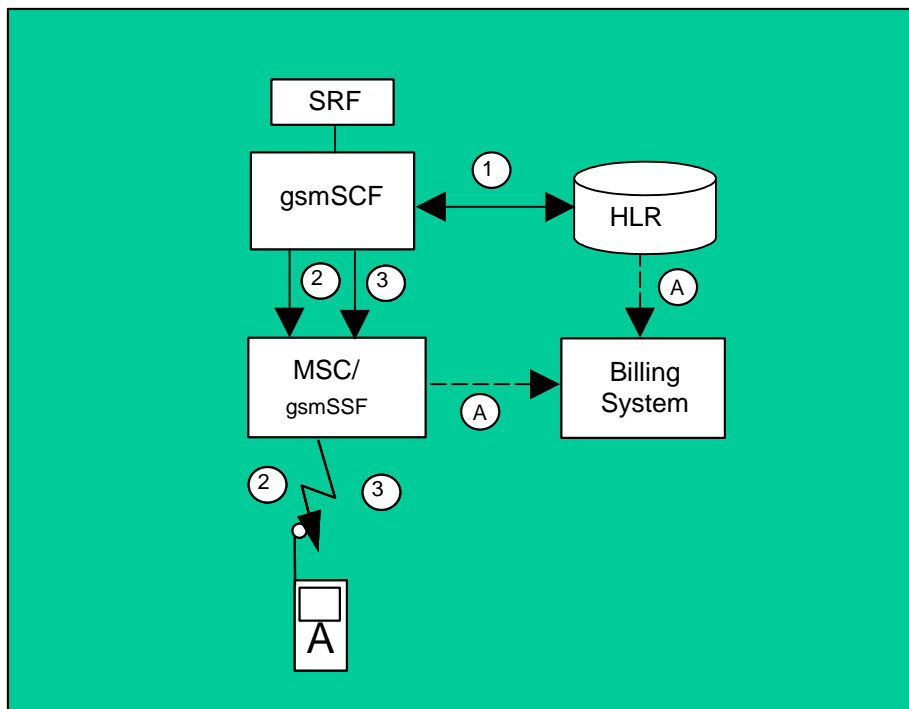 SRF
gsmSCF
1
HLR
2
3
A
MSC/
gsmSSF
A
Billing
System
2
3
A